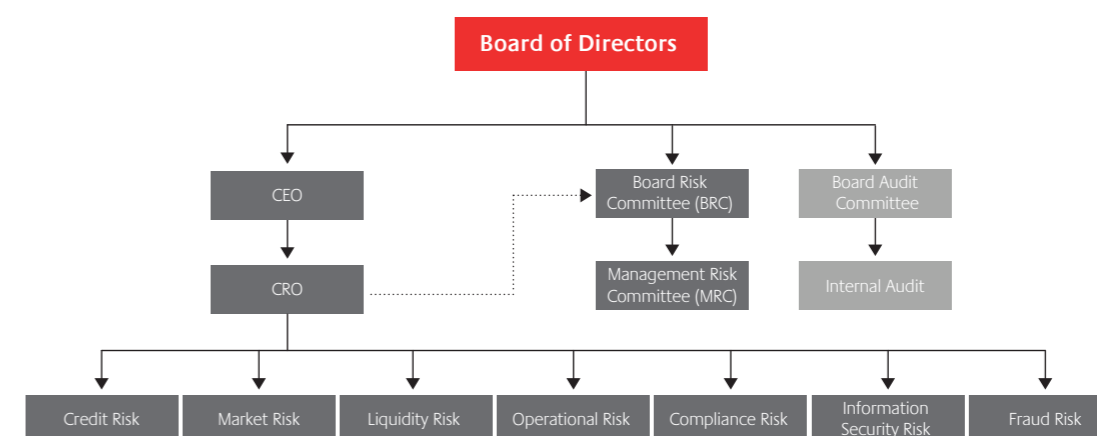 Board of Directors
CEO
Board Risk
Committee (BRC)
Board Audit
Committee
CRO
Management Risk
Committee (MRC)
Internal Audit
Credit Risk
Market Risk
Liquidity Risk
Operational Risk
Compliance Risk
Information
Security Risk
Fraud Risk